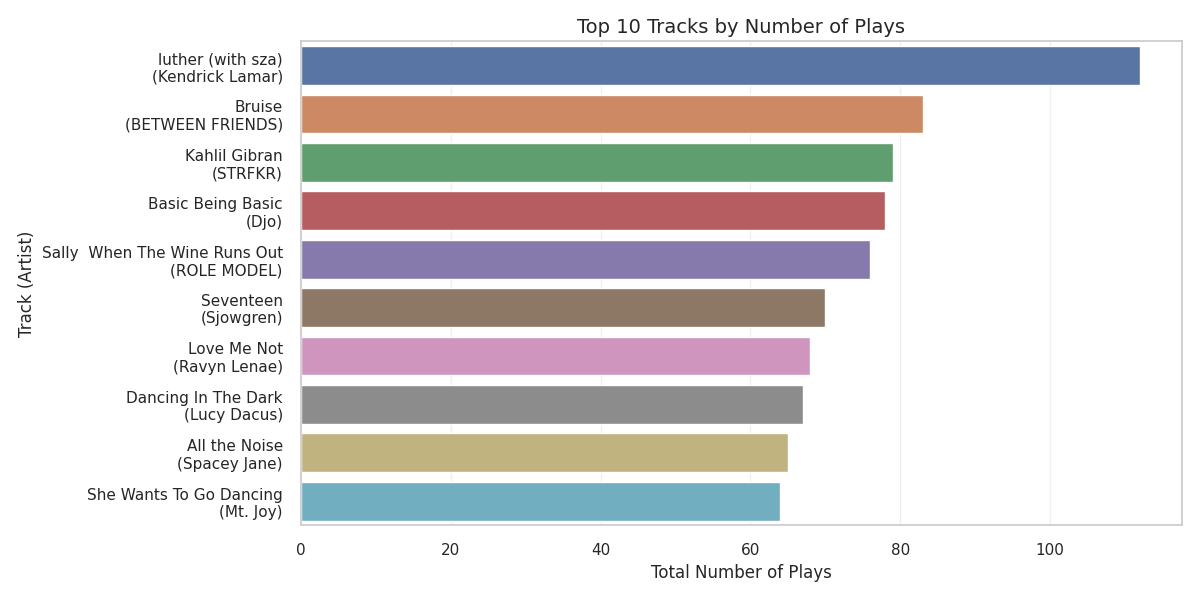 Top 10 Tracks by Number of Plays
Track (Artist)
luther (with sza)
(Kendrick Lamar)
Bruise
(BETWEEN FRIENDS)
Kahlil Gibran
(STRFKR)
Basic Being Basic
(Djo)
Sally  When The Wine Runs Out
(ROLE MODEL)
Seventeen
(Sjowgren)
Love Me Not
(Ravyn Lenae)
Dancing In The Dark
(Lucy Dacus)
All the Noise
(Spacey Jane)
She Wants To Go Dancing
(Mt. Joy)
0 20 40 60 80 100
Total Number of Plays